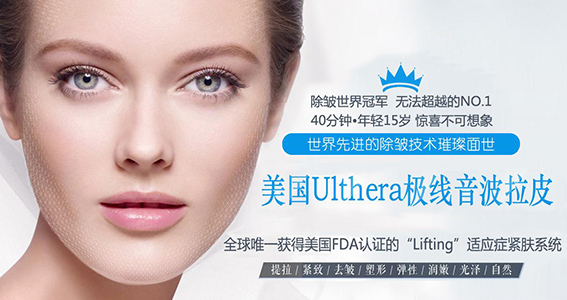 除皱世界冠军 无法超越的NO.1
40分钟•年轻15岁 惊喜不可想象
世界先进的除皱技术璀璨面世
美国Ulthera极线音波拉皮
全球唯一获得美国FDA认证的“Lifting”适应症紧肤系统
提拉/紧致/去皱/塑形/弹性/润嫩/光泽/自然